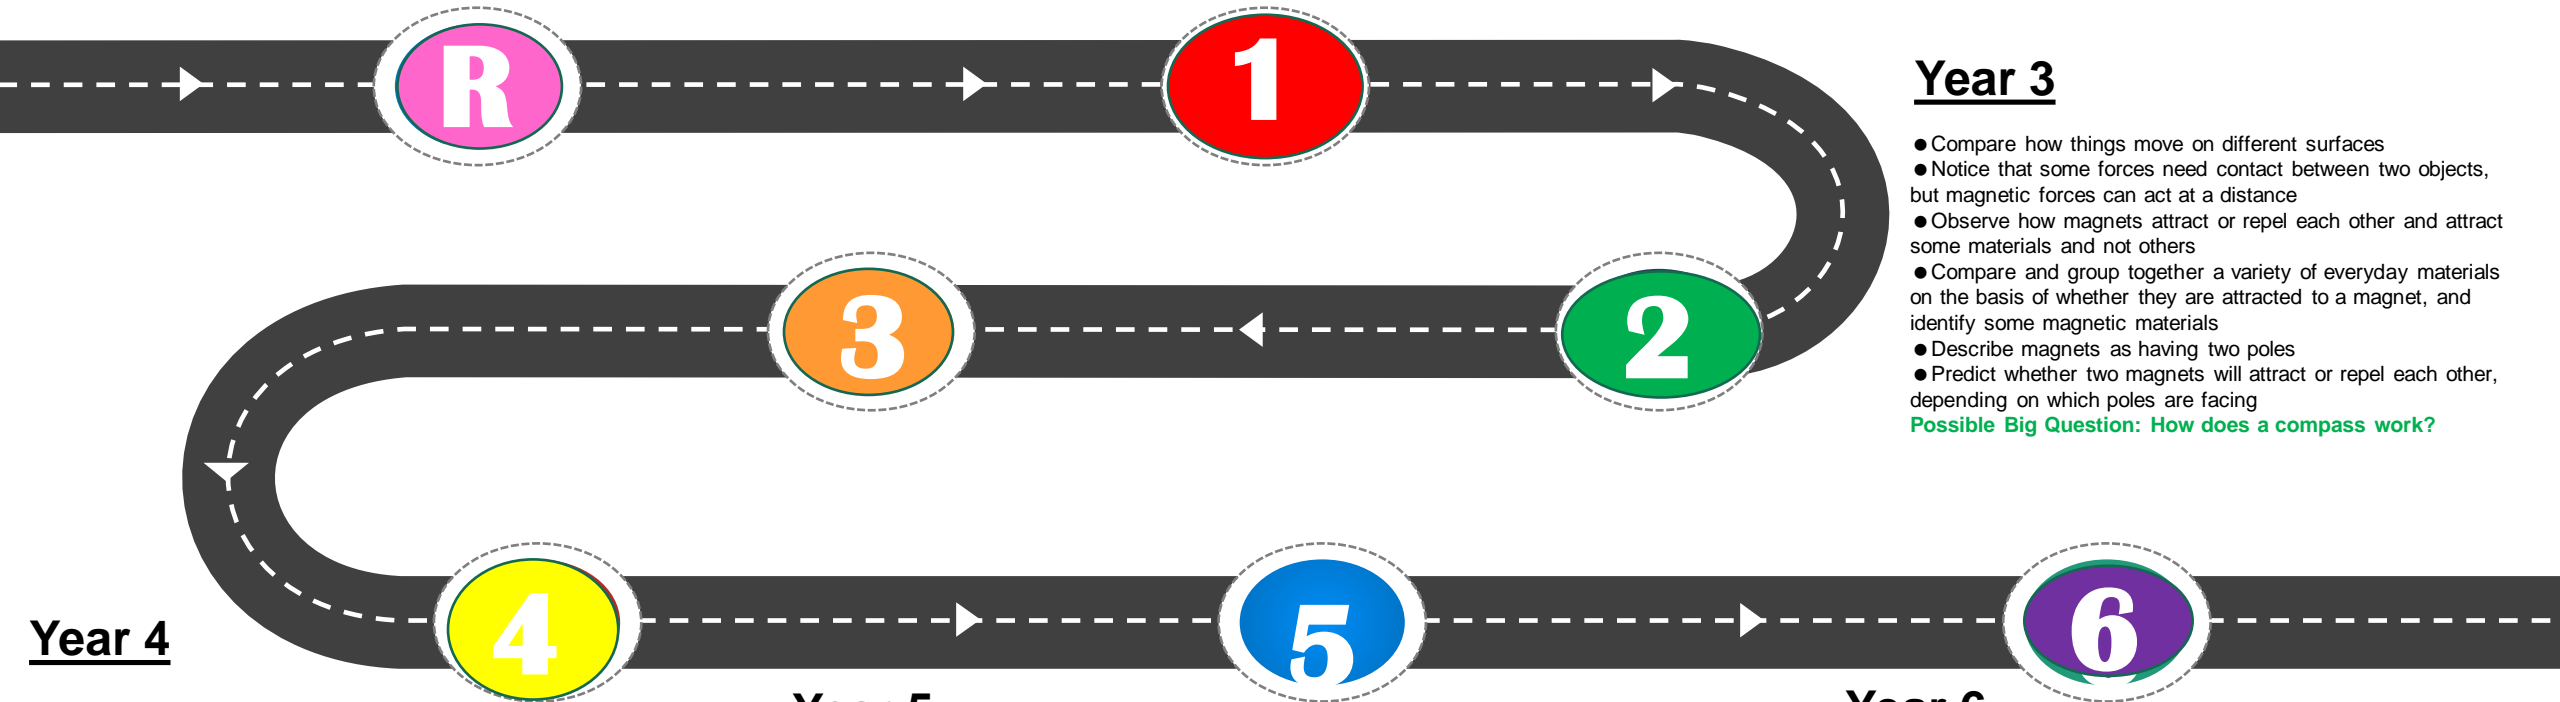 R
1
Year 3
●Compare how things move on different surfaces
●Notice that some forces need contact between two objects,
but magnetic forces can act at a distance
●Observe how magnets attract or repel each other and attract
some materials and not others
●Compare and group together a variety of everyday materials
on the basis of whether they are attracted to a magnet, and
identify some magnetic materials
●Describe magnets as having two poles
●Predict whether two magnets will attract or repel each other,
depending on which poles are facing
Possible Big Question: How does a compass work?
3
2
Year 4
4
5
6
Year 5
Year 6